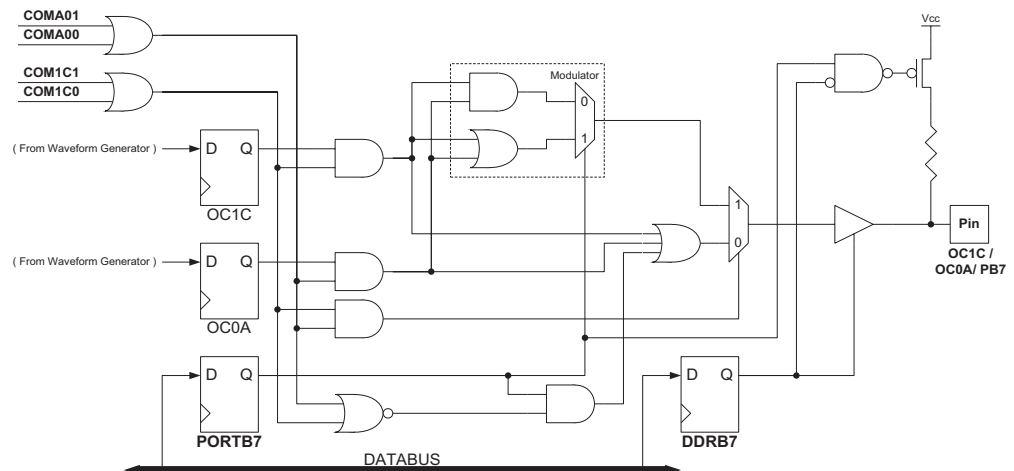 COMA01
COMA00
Vcc
COM1C1
COM1C0
Modulator
0
1
( From Waveform Generator )
D Q
OC1C
1
0
Pin
OC1C /
OC0A/ PB7
( From Waveform Generator )
D Q
OC0A
D Q
PORTB7
D Q
DDRB7
DATABUS